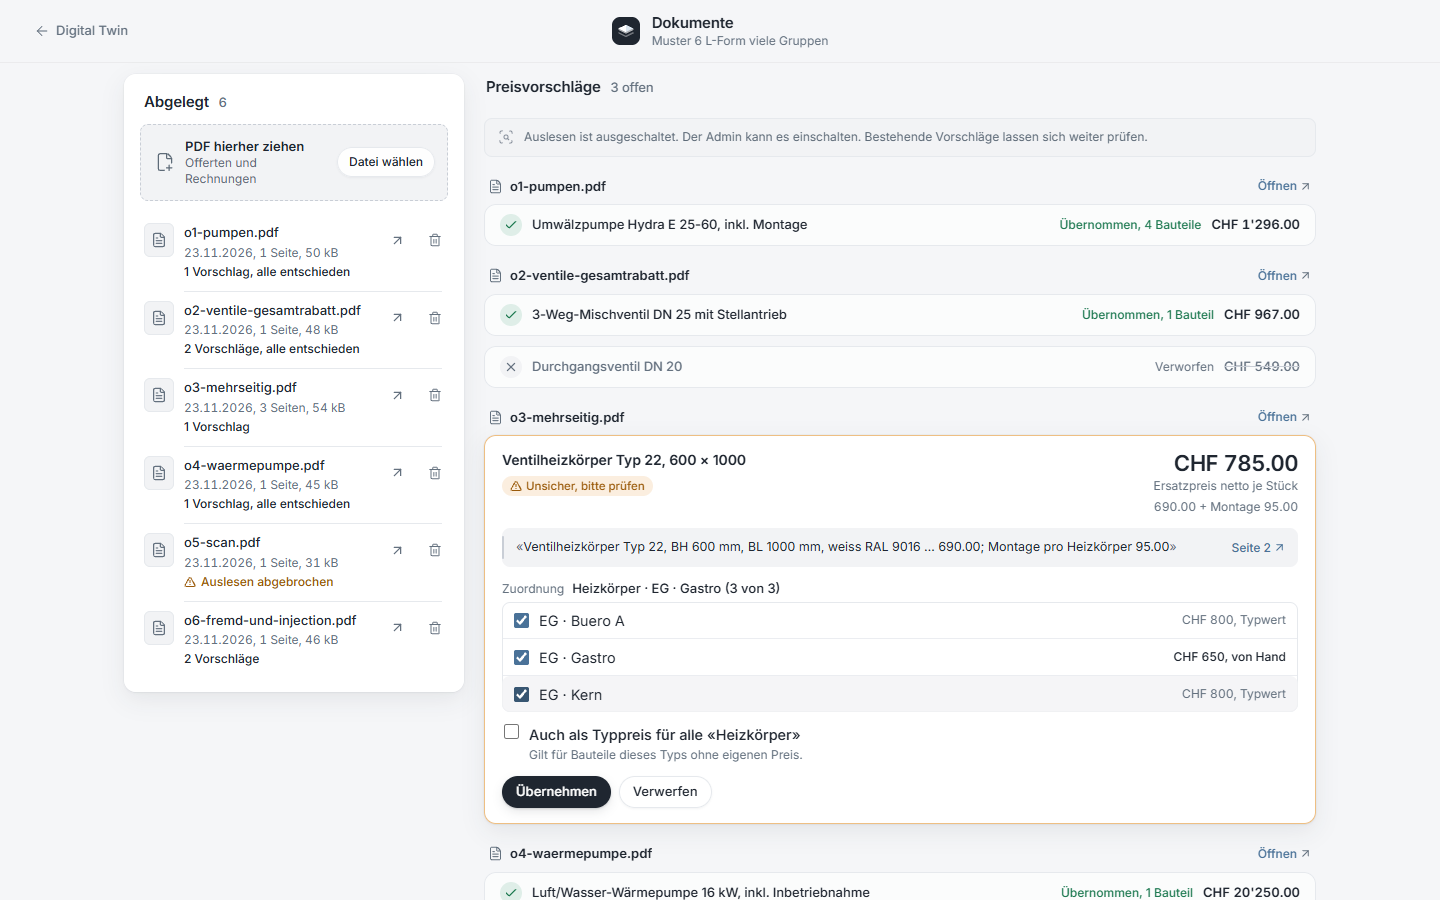 Digital Twin
Dokumente
Muster 6 L-Form viele Gruppen
Abgelegt 6
PDF hierher ziehen
Offerten und
Rechnungen
Datei wählen
o1-pumpen.pdf
23.11.2026, 1 Seite, 50 kB
1 Vorschlag, alle entschieden
o2-ventile-gesamtrabatt.pdf
23.11.2026, 1 Seite, 48 kB
2 Vorschläge, alle entschieden
o3-mehrseitig.pdf
23.11.2026, 3 Seiten, 54 kB
1 Vorschlag
o4-waermepumpe.pdf
23.11.2026, 1 Seite, 45 kB
1 Vorschlag, alle entschieden
o5-scan.pdf
23.11.2026, 1 Seite, 31 kB
Auslesen abgebrochen
o6-fremd-und-injection.pdf
23.11.2026, 1 Seite, 46 kB
2 Vorschläge
Preisvorschläge 3 offen
Auslesen ist ausgeschaltet. Der Admin kann es einschalten. Bestehende Vorschläge lassen sich weiter prüfen.
o1-pumpen.pdf Öffnen
Umwälzpumpe Hydra E 25-60, inkl. Montage Übernommen, 4 Bauteile CHF 1'296.00
o2-ventile-gesamtrabatt.pdf Öffnen
3-Weg-Mischventil DN 25 mit Stellantrieb Übernommen, 1 Bauteil CHF 967.00
Durchgangsventil DN 20 Verworfen CHF 549.00
o3-mehrseitig.pdf Öffnen
Ventilheizkörper Typ 22, 600 × 1000 CHF 785.00
Unsicher, bitte prüfen Ersatzpreis netto je Stück
690.00 + Montage 95.00
«Ventilheizkörper Typ 22, BH 600 mm, BL 1000 mm, weiss RAL 9016 ... 690.00; Montage pro Heizkörper 95.00» Seite 2
Zuordnung Heizkörper · EG · Gastro (3 von 3)
EG · Buero A CHF 800, Typwert
EG · Gastro CHF 650, von Hand
EG · Kern CHF 800, Typwert
Auch als Typpreis für alle «Heizkörper»
Gilt für Bauteile dieses Typs ohne eigenen Preis.
Übernehmen Verwerfen
o4-waermepumpe.pdf Öffnen
Luft/Wasser-Wärmepumpe 16 kW, inkl. Inbetriebnahme Übernommen, 1 Bauteil CHF 20'250.00